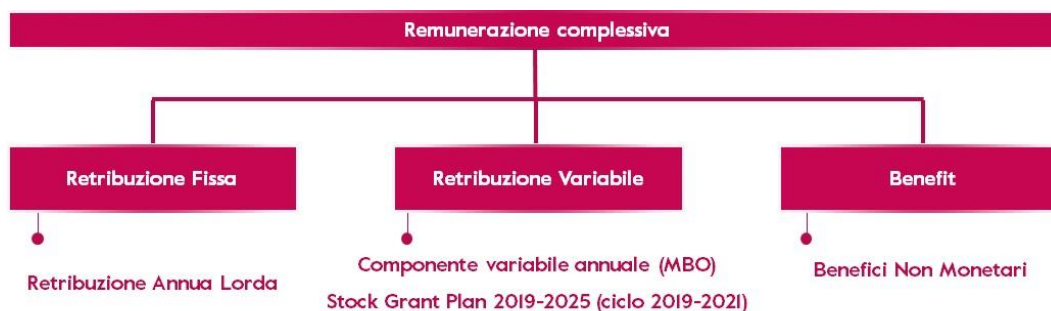 Remunerazione complessiva
Retribuzione Fissa
Retribuzione Variabile
Benefit
Retribuzione Annua Lorda
Componente variabile annuale (MBO)
Stock Grant Plan 2019-2025 (ciclo 2019-2021)
Benefici Non Monetari